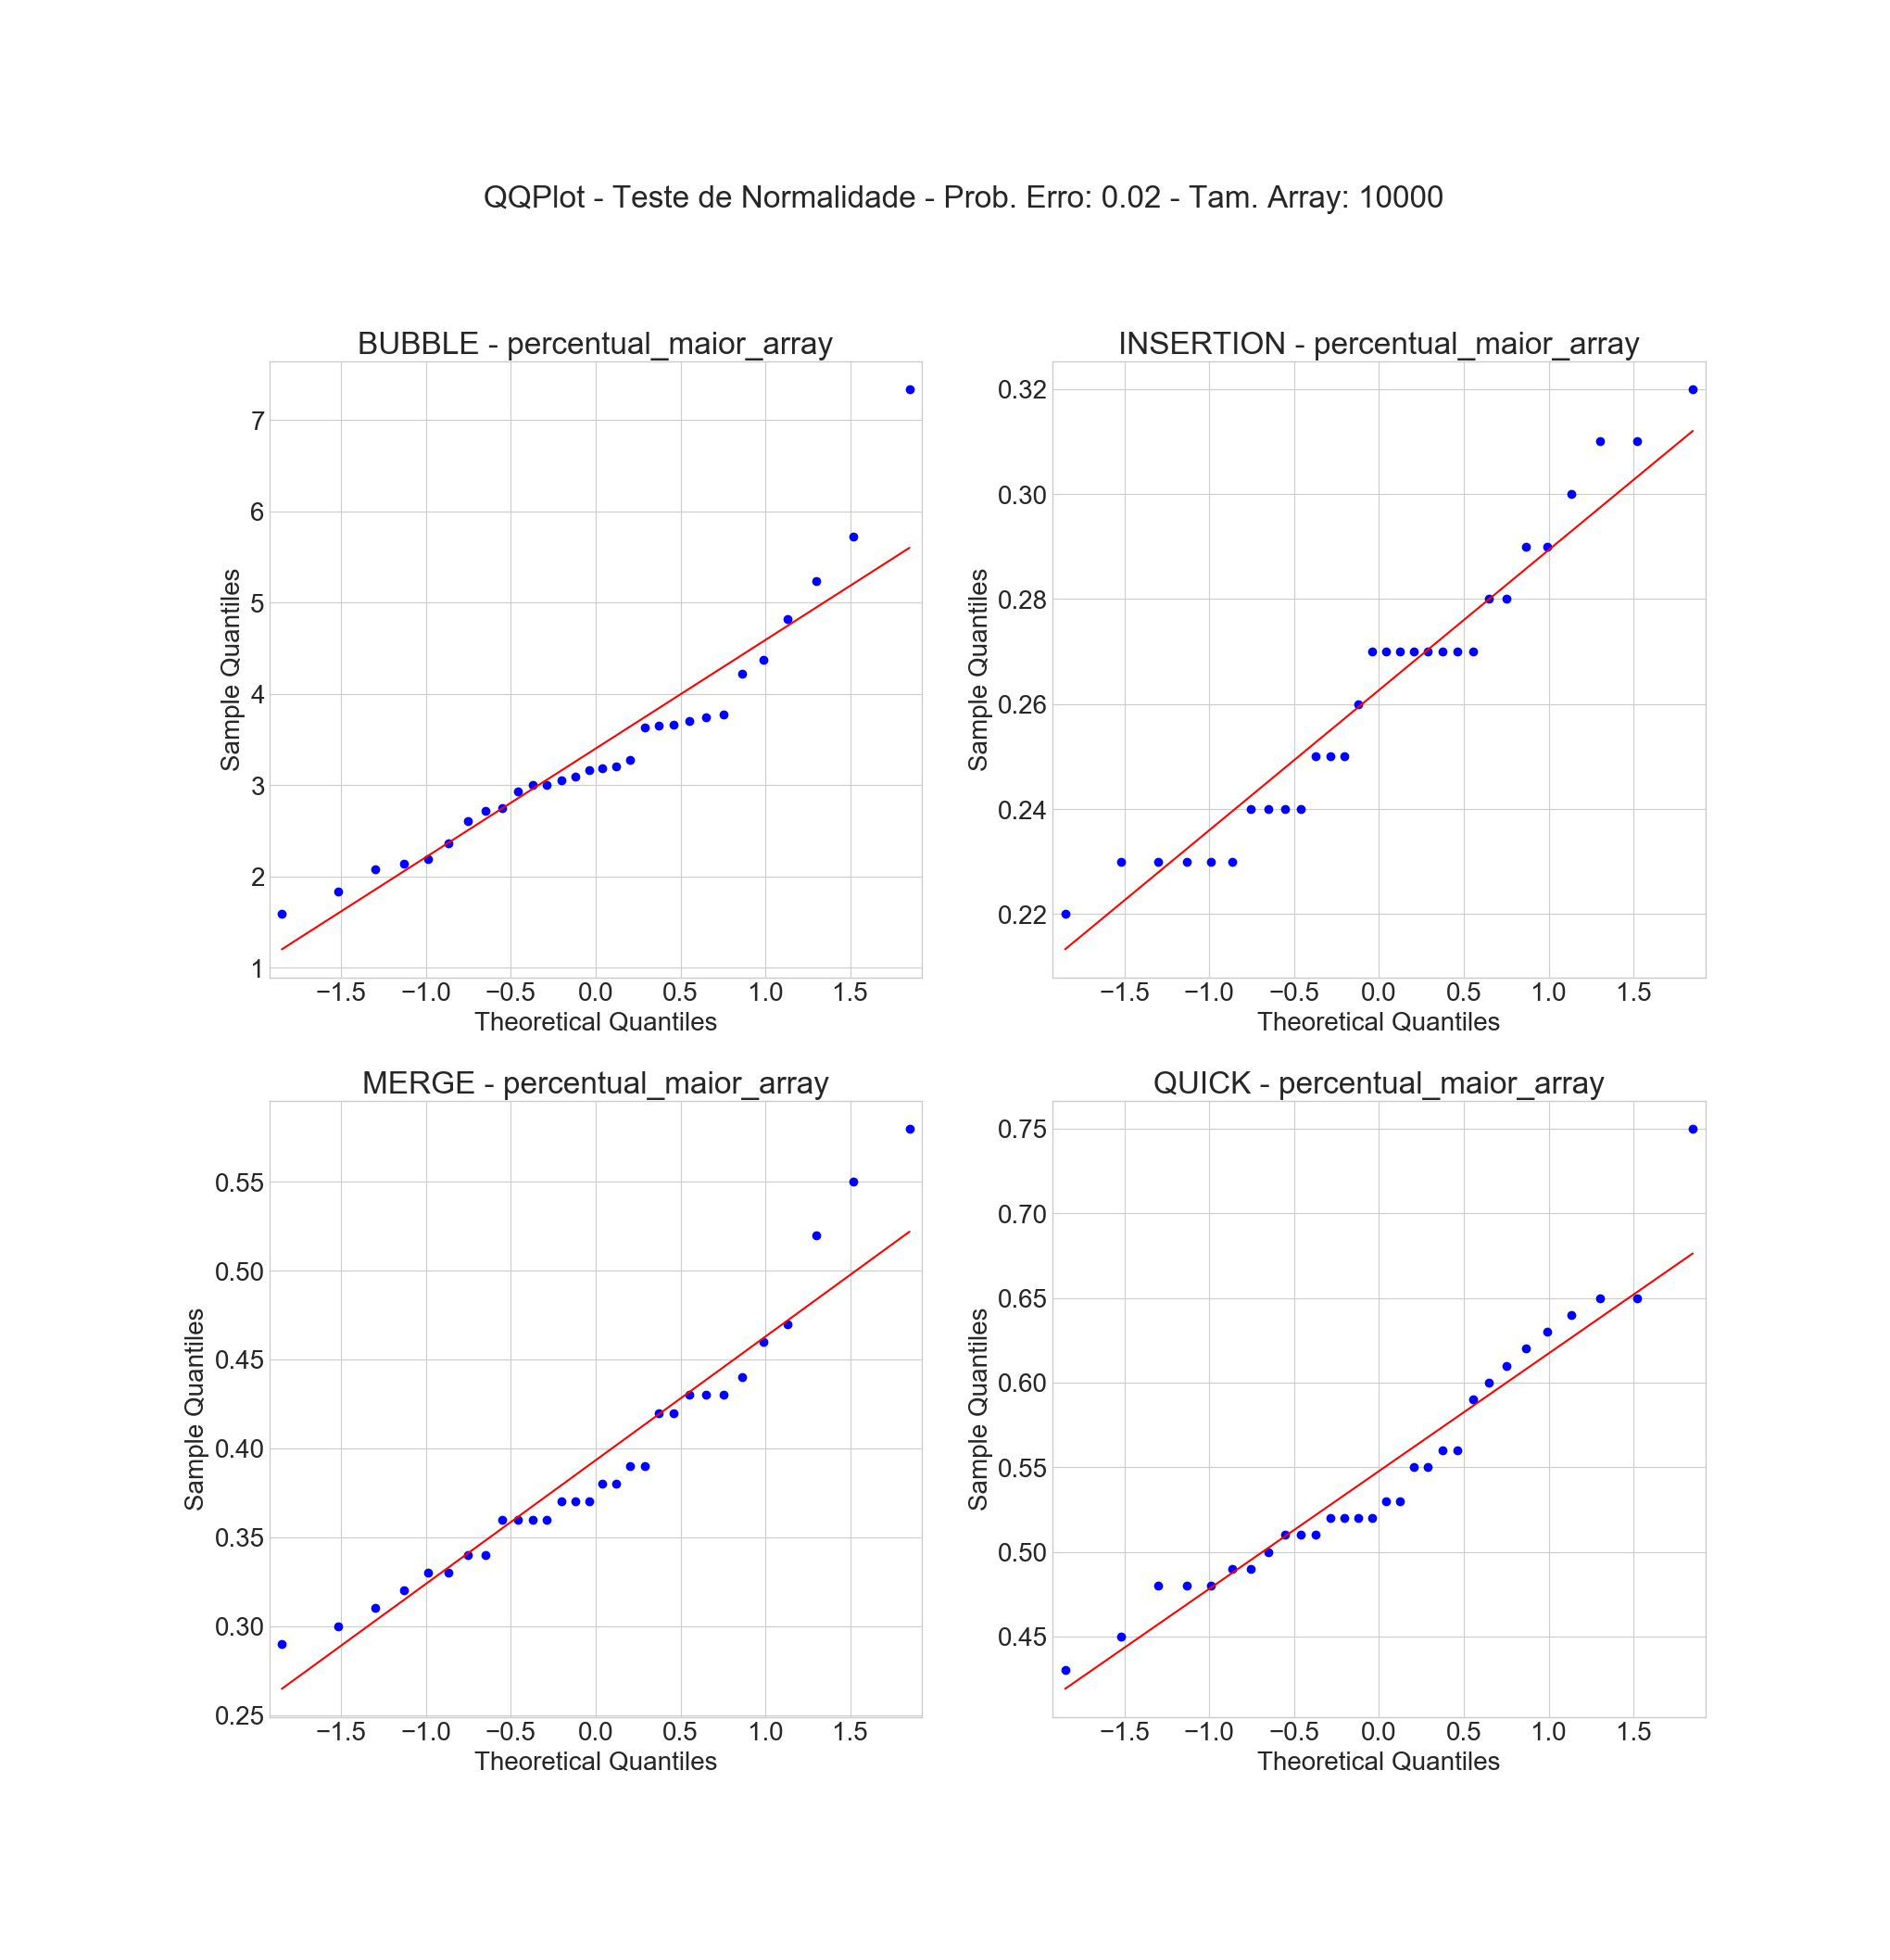 QQPlot - Teste de Normalidade - Prob. Erro: 0.02 - Tam. Array: 10000
BUBBLE - percentual_maior_array
7
6
5
4
3
2
1
Sample Quantiles
−1.5 −1.0 −0.5 0.0 0.5 1.0 1.5
Theoretical Quantiles
INSERTION - percentual_maior_array
0.32
0.30
0.28
0.26
0.24
0.22
Sample Quantiles
−1.5 −1.0 −0.5 0.0 0.5 1.0 1.5
Theoretical Quantiles
MERGE - percentual_maior_array
0.55
0.50
0.45
0.40
0.35
0.30
0.25
Sample Quantiles
−1.5 −1.0 −0.5 0.0 0.5 1.0 1.5
Theoretical Quantiles
QUICK - percentual_maior_array
0.75
0.70
0.65
0.60
0.55
0.50
0.45
Sample Quantiles
−1.5 −1.0 −0.5 0.0 0.5 1.0 1.5
Theoretical Quantiles